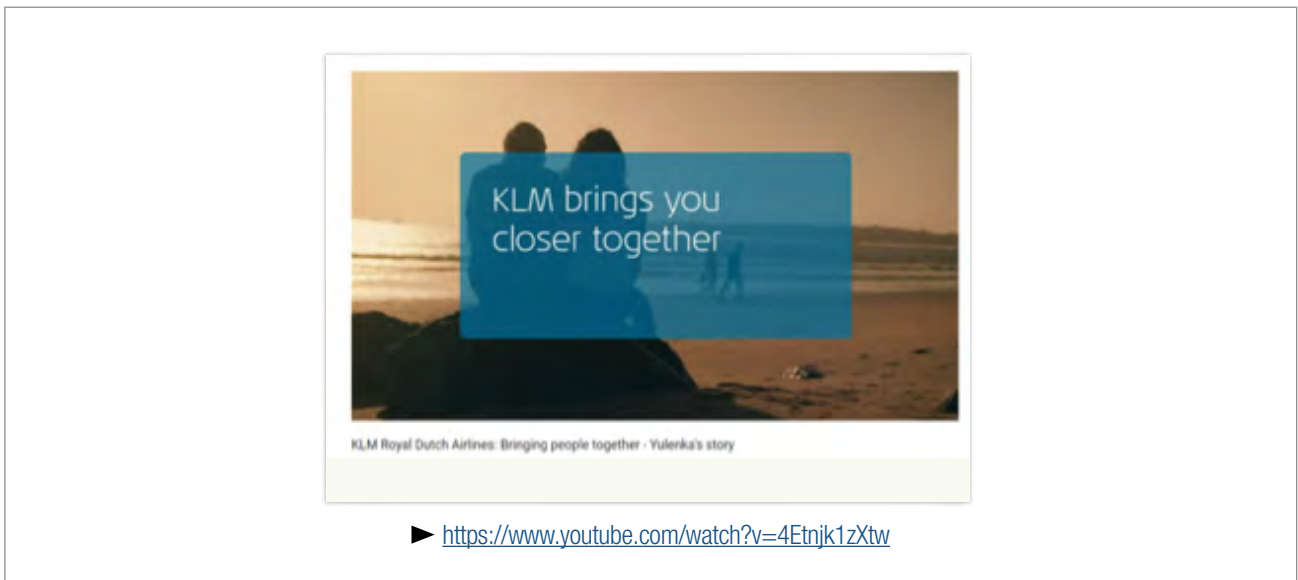 KLM brings you
closer together
KLM Royal Dutch Airlines: Bringing people together - Yulenka's story
► https://www.youtube.com/watch?v=4Etnjk1zXtw